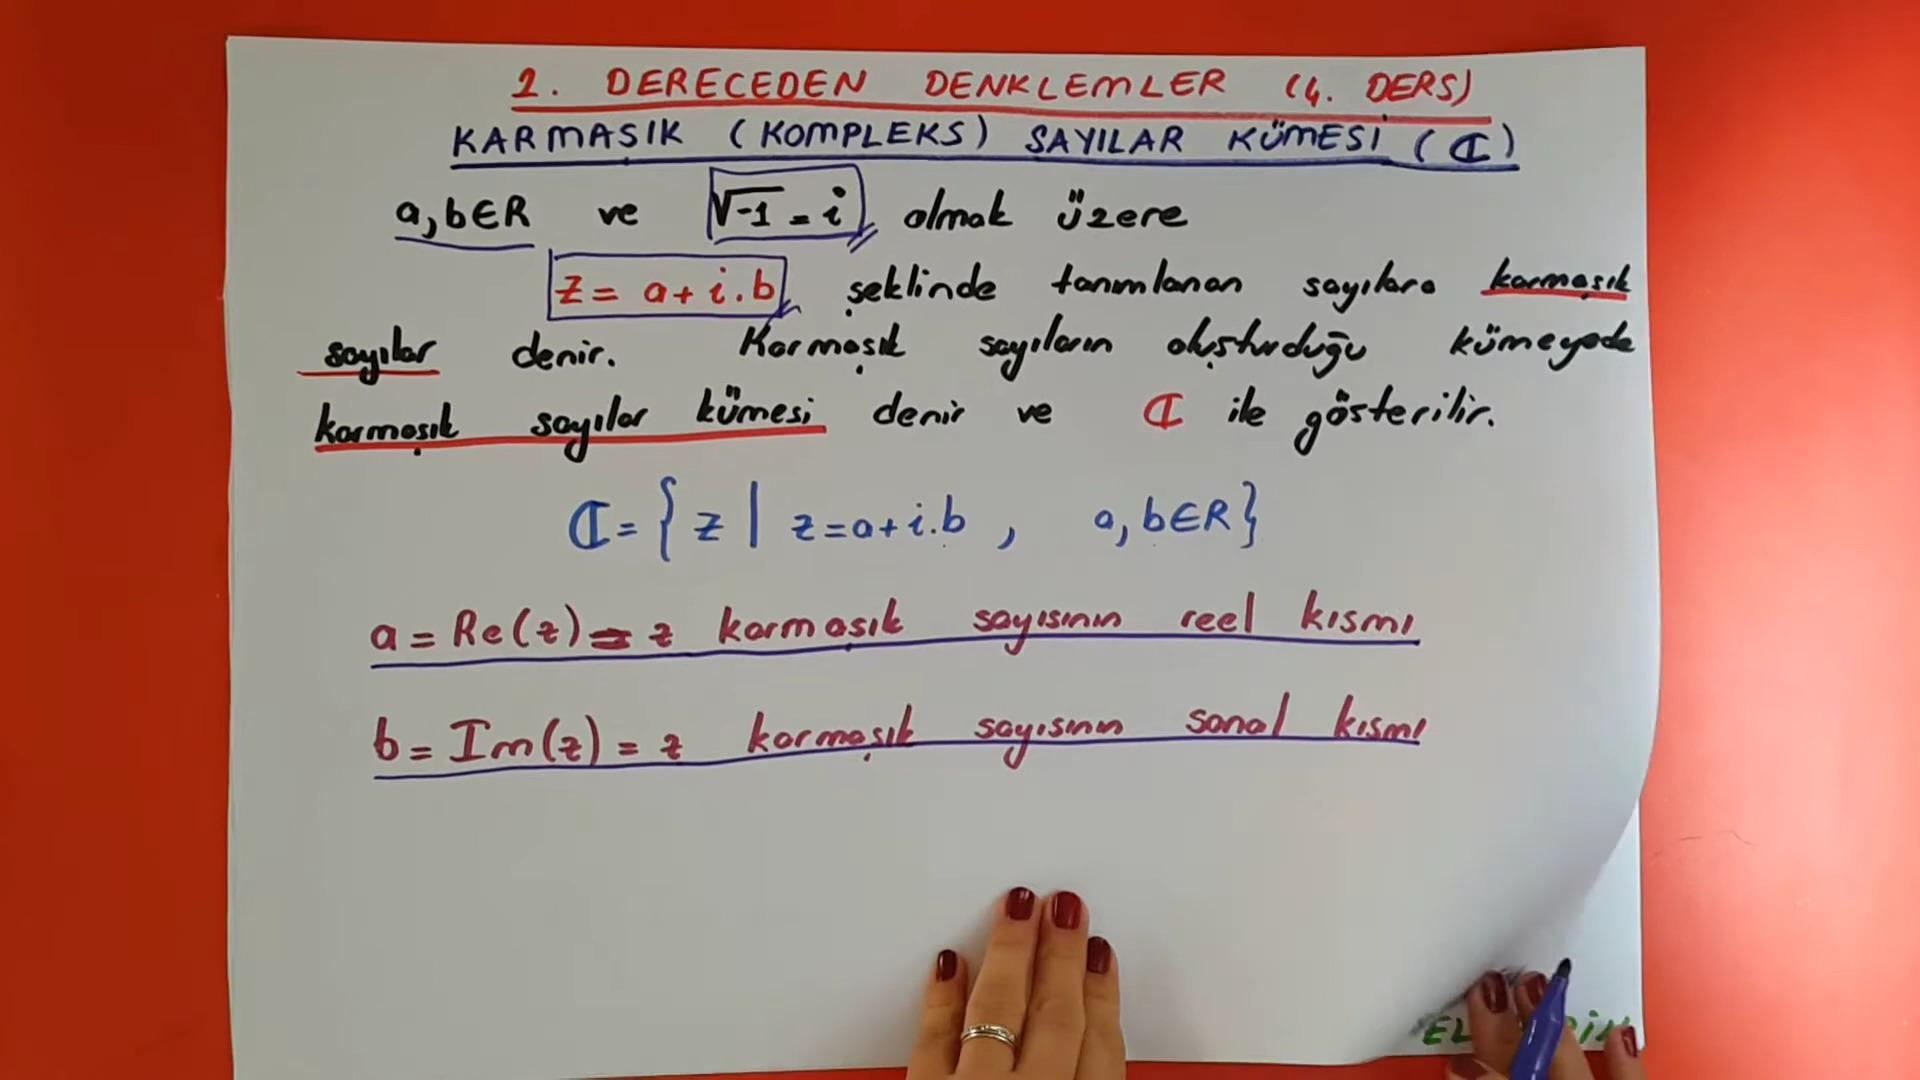 2. DERECEDEN DENKLEMLER (4. DERS)
KARMASIK (KOMPLEKS) SAYILAR KÜMESİ (ℂ)
a,b∈R ve √-1 = i olmak üzere
z = a+i.b şeklinde tanımlanan sayılara karmaşık
sayılar denir. Karmaşık sayıların oluşturduğu kümeyede
karmaşık sayılar kümesi denir ve ℂ ile gösterilir.
ℂ = { z | z=a+i.b , a,b∈R}
a = Re(z) = z karmaşık sayısının reel kısmı
b = Im(z) = z karmaşık sayısının sanal kısmı